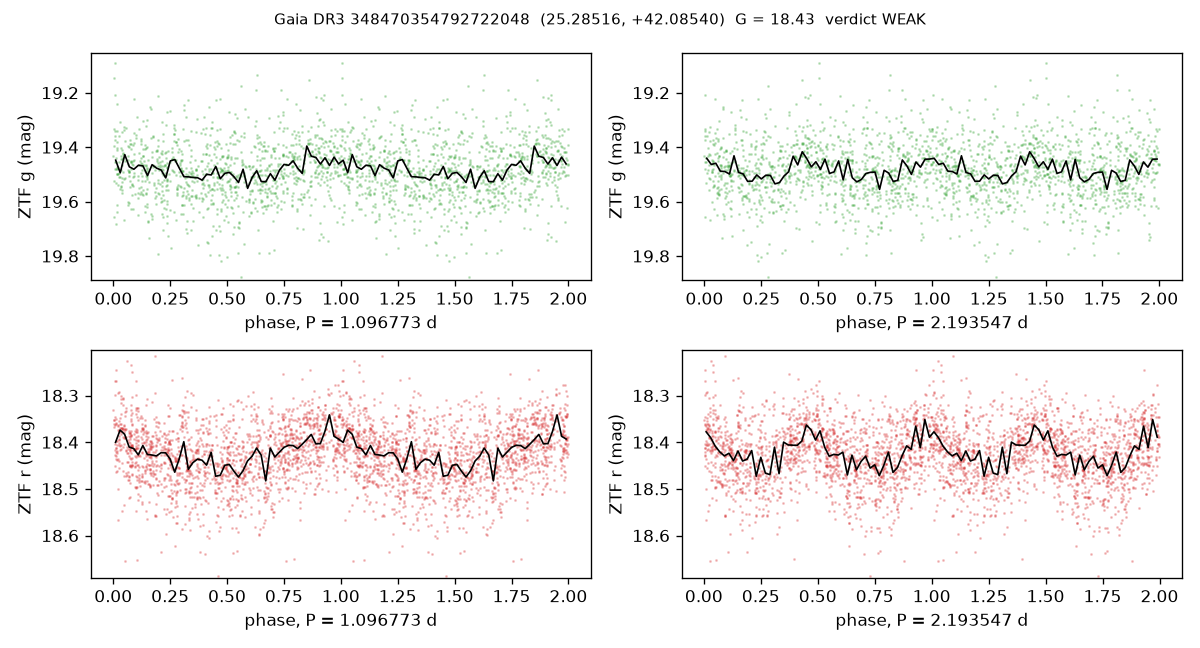 Gaia DR3 348470354792722048 (25.28516, +42.08540) G = 18.43 verdict WEAK
ZTF g (mag)
19.2
19.4
19.6
19.8
0.00 0.25 0.50 0.75 1.00 1.25 1.50 1.75 2.00
phase, P = 1.096773 d
ZTF g (mag)
19.2
19.4
19.6
19.8
0.00 0.25 0.50 0.75 1.00 1.25 1.50 1.75 2.00
phase, P = 2.193547 d
ZTF r (mag)
18.3
18.4
18.5
18.6
0.00 0.25 0.50 0.75 1.00 1.25 1.50 1.75 2.00
phase, P = 1.096773 d
ZTF r (mag)
18.3
18.4
18.5
18.6
0.00 0.25 0.50 0.75 1.00 1.25 1.50 1.75 2.00
phase, P = 2.193547 d